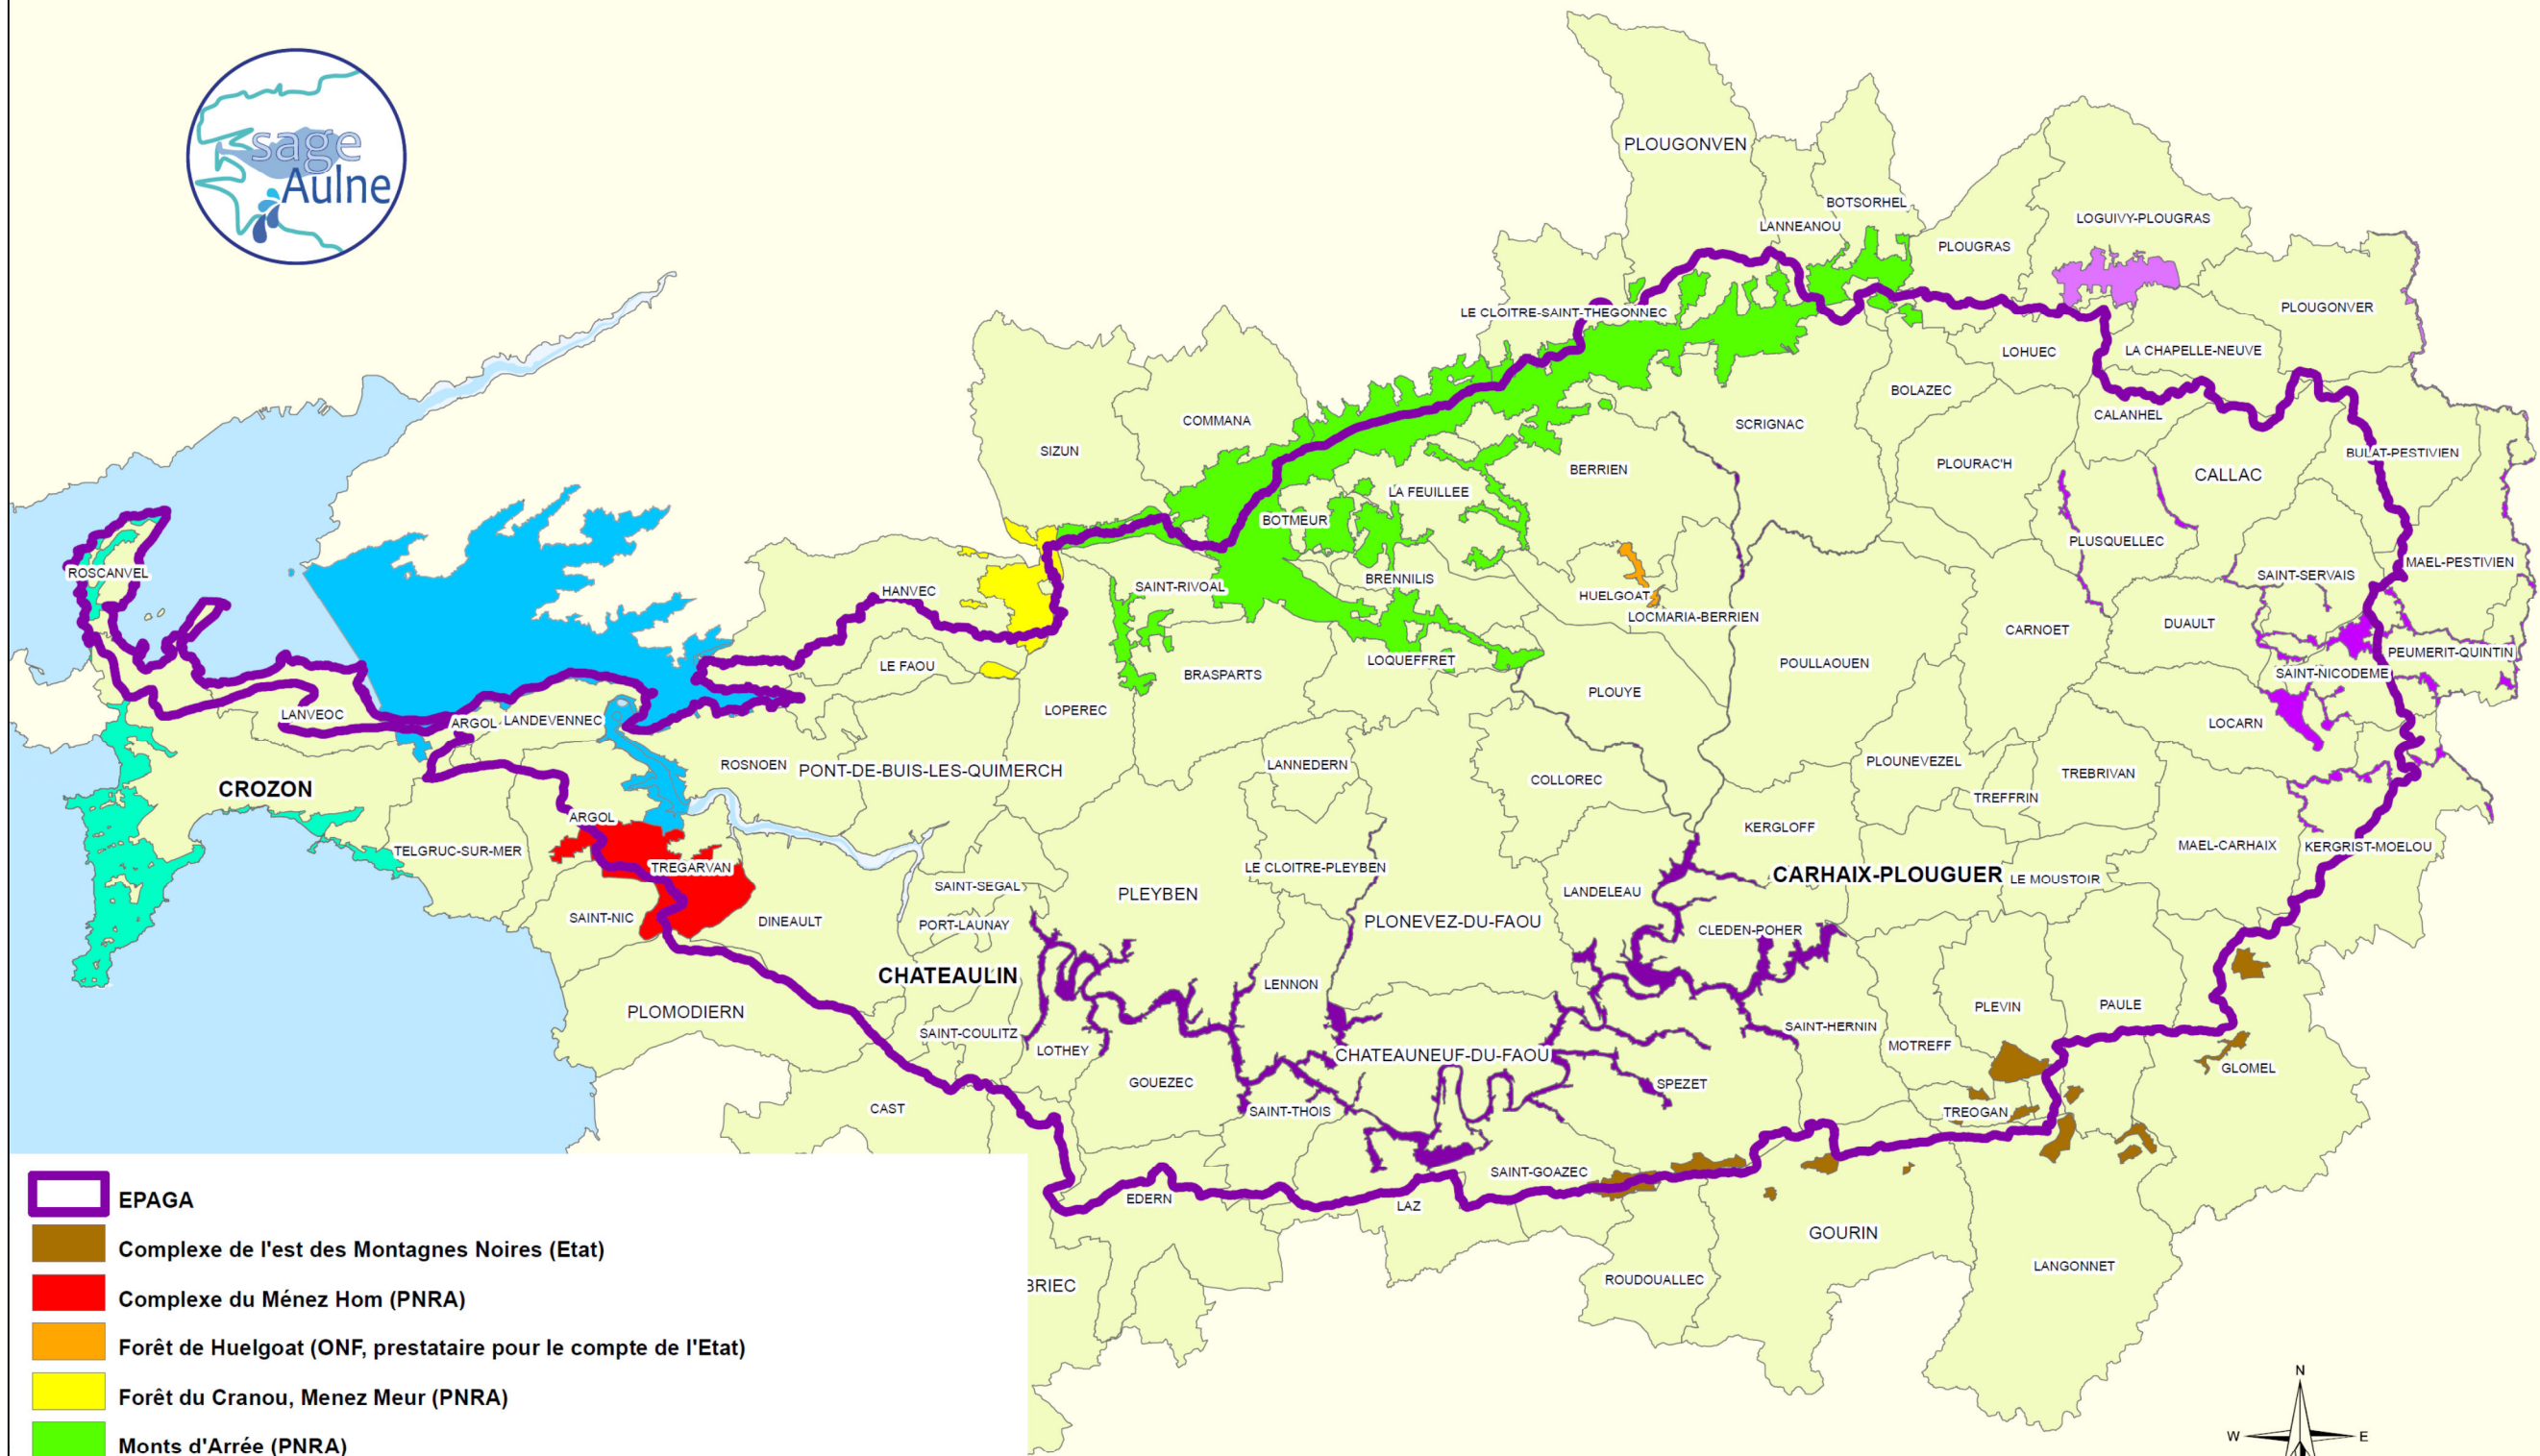 sage
Aulne
PLOUGONVEN
BOTSORHEL
LANNEANOU
LOGUIVY-PLOUGRAS
PLOUGRAS
LE CLOITRE-SAINT-THEGONNEC
PLOUGONVER
LOHUEC
LA CHAPELLE-NEUVE
BOLAZEC
COMMANA
CALANHEL
SCRIGNAC
SIZUN
BULAT-PESTIVIEN
PLOURAC'H
BERRIEN
CALLAC
LA FEUILLEE
BOTMEUR
PLUSQUELLEC
ROSCANVEL
MAEL-PESTIVIEN
SAINT-SERVAIS
BRENNILIS
SAINT-RIVOAL
HANVEC
HUELGOAT
LOCMARIA-BERRIEN
DUAULT
CARNOET
PEUMERIT-QUINTIN
LE FAOU
LOQUEFFRET
POULLAOUEN
BRASPARTS
SAINT-NICODEME
PLOUYE
LANVEOC
ARGOL
LANDEVENNEC
LOPEREC
LOCARN
ROSNOEN
PONT-DE-BUIS-LES-QUIMERCH
LANNEDERN
PLOUNEVEZEL
TREBRIVAN
COLLOREC
CROZON
TREFFRIN
ARGOL
KERGLOFF
TELGRUC-SUR-MER
MAEL-CARHAIX
KERGRIST-MOELOU
TREGARVAN
LE CLOITRE-PLEYBEN
CARHAIX-PLOUGUER
LE MOUSTOIR
SAINT-SEGAL
PLEYBEN
LANDELEAU
SAINT-NIC
DINEAULT
PORT-LAUNAY
PLONEVEZ-DU-FAOU
CLEDEN-POHER
CHATEAULIN
LENNON
PLOMODIERN
PLEVIN
PAULE
SAINT-COULITZ
SAINT-HERNIN
LOTHEY
MOTREFF
CHATEAUNEUF-DU-FAOU
GLOMEL
GOUEZEC
SPEZET
CAST
SAINT-THOIS
TREOGAN
SAINT-GOAZEC
EDERN
LAZ
GOURIN
LANGONNET
ROUDOUALLEC
BRIEC
EPAGA
Complexe de l'est des Montagnes Noires (Etat)
Complexe du Ménez Hom (PNRA)
Forêt de Huelgoat (ONF, prestataire pour le compte de l'Etat)
Forêt du Cranou, Menez Meur (PNRA)
Monts d'Arrée (PNRA)
N
W
E